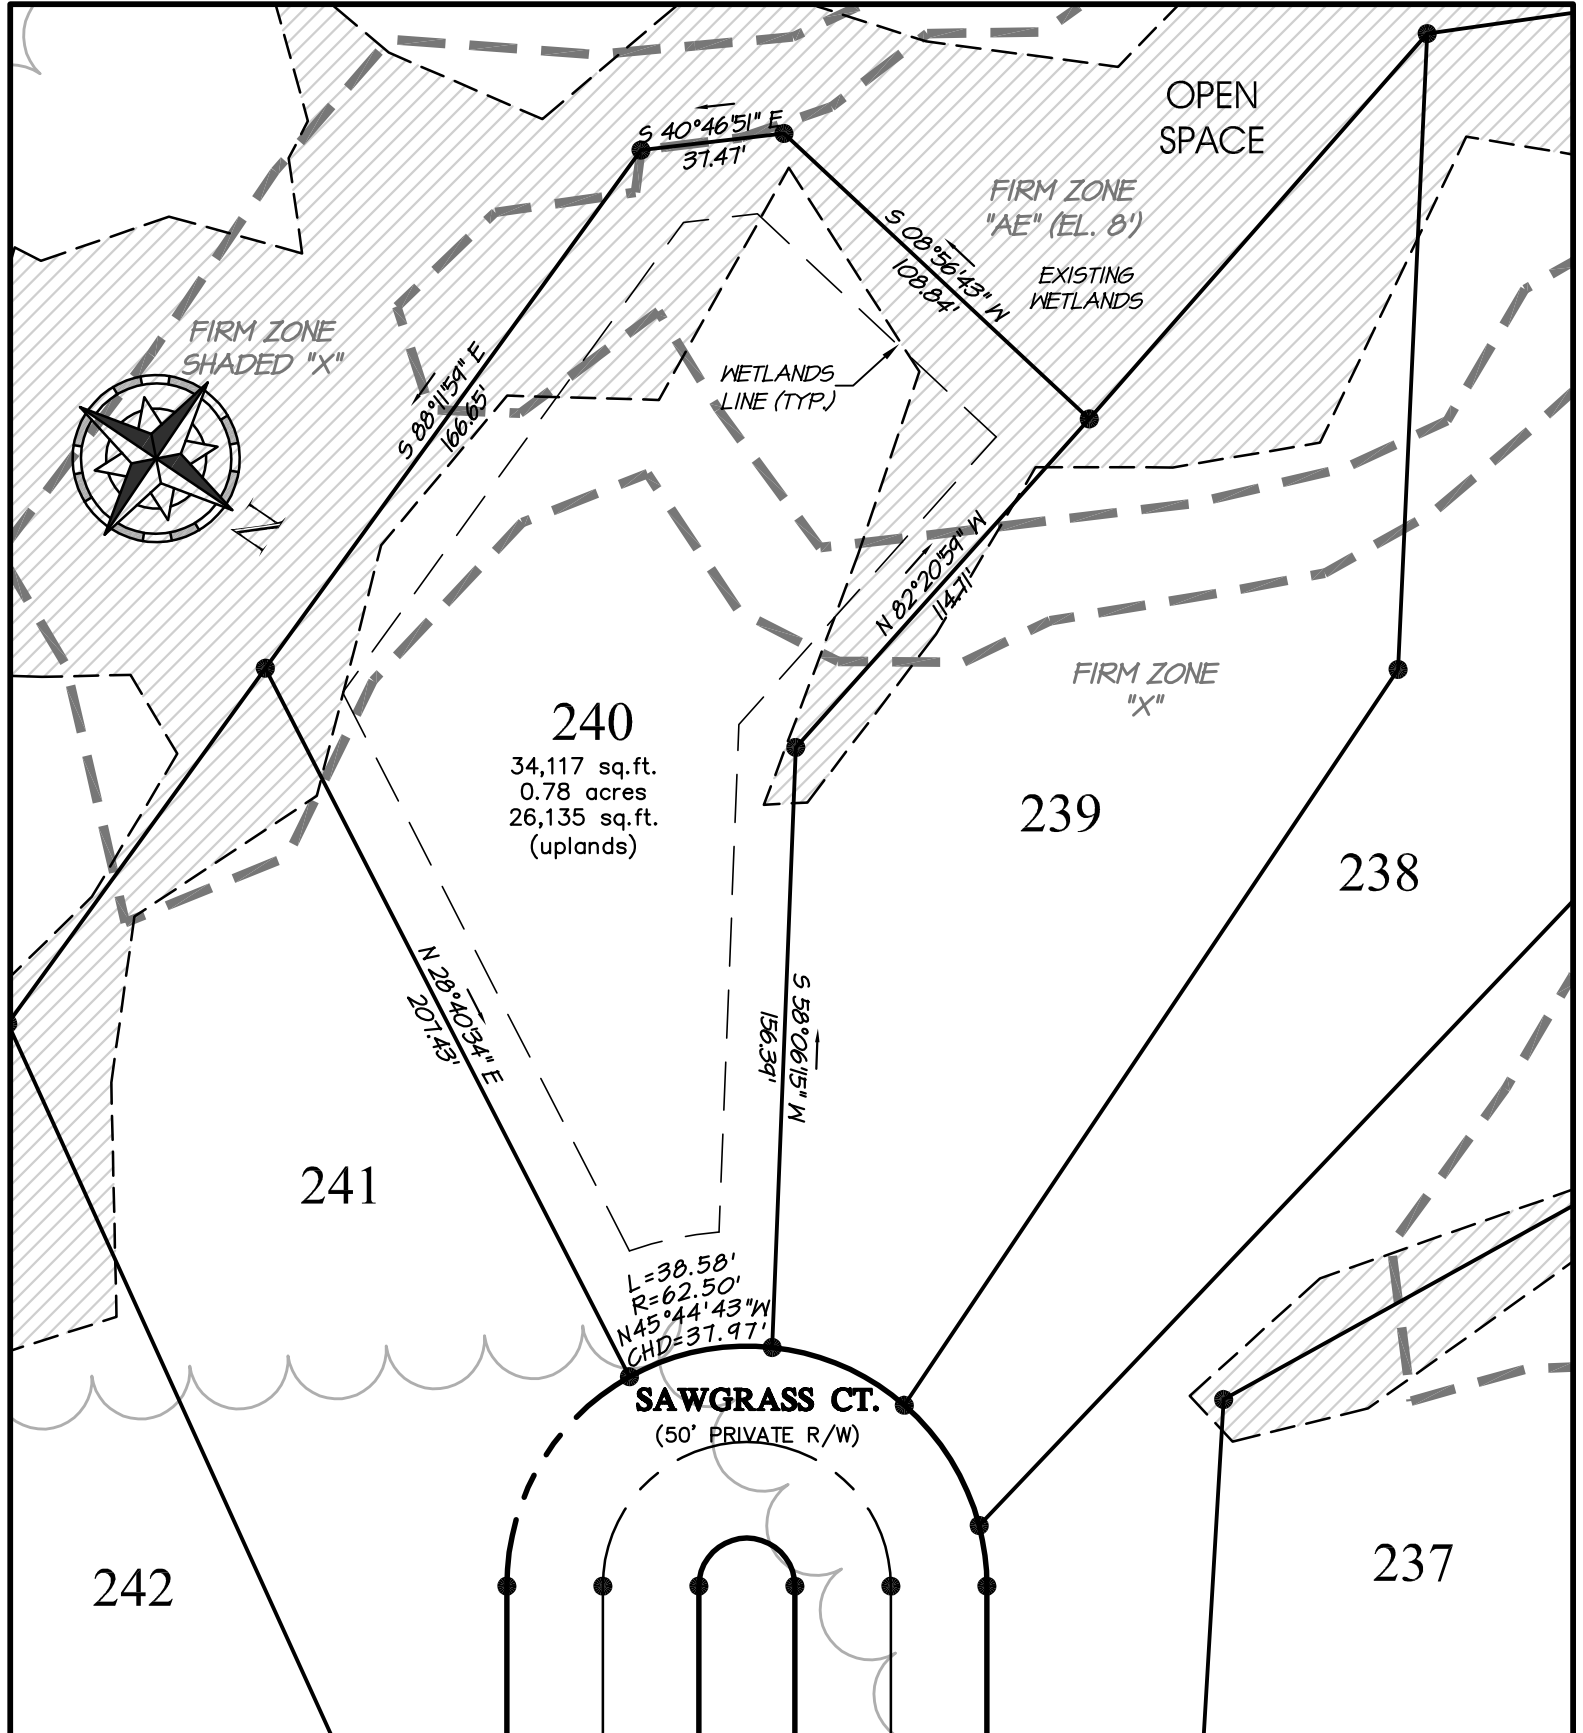 OPEN
SPACE
S 40°46'51" E
37.47'
FIRM ZONE
"AE" (EL. 8')
S 08°56'43" W
108.84'
EXISTING
WETLANDS
FIRM ZONE
SHADED "X"
S 88°11'59" E
166.65'
WETLANDS
LINE (TYP.)
N
N 82°20'59" W
114.71'
FIRM ZONE
"X"
240
34,117 sq.ft.
0.78 acres
26,135 sq.ft.
(uplands)
239
238
N 28°40'34" E
207.43'
S 58°06'15" W
156.39'
241
L=38.58'
R=62.50'
N45°44'43"W
CHD=37.97'
SAWGRASS CT.
(50' PRIVATE R/W)
242
237